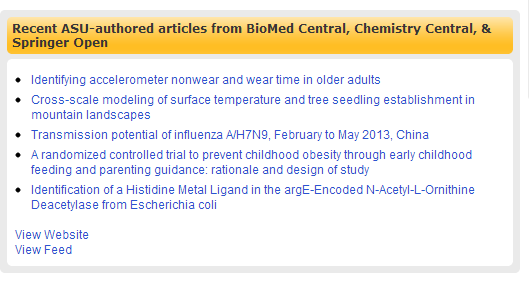 Recent ASU-authored articles from BioMed Central, Chemistry Central, &
Springer Open
Identifying accelerometer nonwear and wear time in older adults
Cross-scale modeling of surface temperature and tree seedling establishment in
mountain landscapes
Transmission potential of influenza A/H7N9, February to May 2013, China
A randomized controlled trial to prevent childhood obesity through early childhood
feeding and parenting guidance: rationale and design of study
Identification of a Histidine Metal Ligand in the argE-Encoded N-Acetyl-L-Ornithine
Deacetylase from Escherichia coli
View Website
View Feed